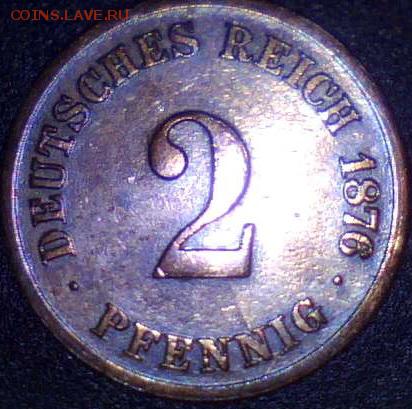 COINS.LAVE.RU
DEUTSCHES REICH 1876
2
· PFENNIG ·